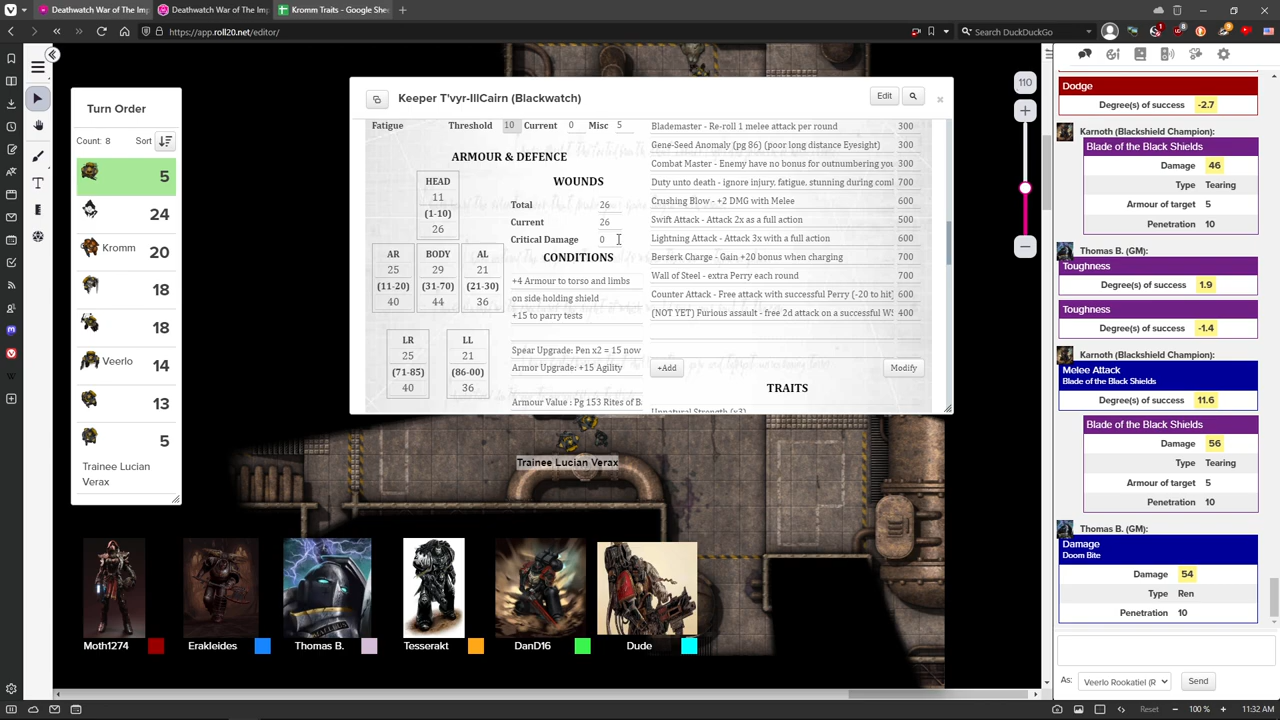 Deathwatch War of The Imp
Deathwatch War of The Imp
Kromm Traits - Google She
https://app.roll20.net/editor/
Search DuckDuckGo
Turn Order
Count: 8
Sort
5
24
Kromm
20
18
18
Veerlo
14
13
5
Trainee Lucian
Verax
Keeper T'vyr-IllCairn (Blackwatch)
Edit
Fatigue
Threshold
10
Current
0
Misc
5
ARMOUR & DEFENCE
HEAD
11
(1-10)
26
AR
25
(11-20)
40
BODY
29
(31-70)
44
AL
21
(21-30)
36
LR
25
(71-85)
40
LL
21
(86-00)
36
WOUNDS
Total
26
Current
26
Critical Damage
0
CONDITIONS
+4 Armour to torso and limbs
on side holding shield
+15 to parry tests
Spear Upgrade: Pen x2 = 15 now
Armor Upgrade: +15 Agility
Armour Value : Pg 153 Rites of B
Blademaster - Re-roll 1 melee attack per round
300
Gene-Seed Anomaly (pg 86) (poor long distance Eyesight)
300
Combat Master - Enemy have no bonus for outnumbering you
300
Duty unto death - ignore injury, fatigue, stunning during coml
700
Crushing Blow - +2 DMG with Melee
600
Swift Attack - Attack 2x as a full action
500
Lightning Attack - Attack 3x with a full action
600
Berserk Charge - Gain +20 bonus when charging
700
Wall of Steel - extra Perry each round
700
Counter Attack - Free attack with successful Perry (-20 to hit)
600
(NOT YET) Furious assault - free 2d attack on a successful WS
400
+Add
Modify
TRAITS
Unnatural Strength (x3)
110
Trainee Lucian Verax
Moth1274
Erakleides
Thomas B.
Tesserakt
DanD16
Dude
Dodge
Degree(s) of success
-2.7
Karnoth (Blackshield Champion):
Blade of the Black Shields
Damage
46
Type
Tearing
Armour of target
5
Penetration
10
Thomas B. (GM):
Toughness
Degree(s) of success
1.9
Toughness
Degree(s) of success
-1.4
Karnoth (Blackshield Champion):
Melee Attack
Blade of the Black Shields
Degree(s) of success
11.6
Blade of the Black Shields
Damage
56
Type
Tearing
Armour of target
5
Penetration
10
Thomas B. (GM):
Damage
Doom Bite
Damage
54
Type
Ren
Penetration
10
As:
Veerlo Rookatiel (R
Send
Reset
100 %
11:32 AM